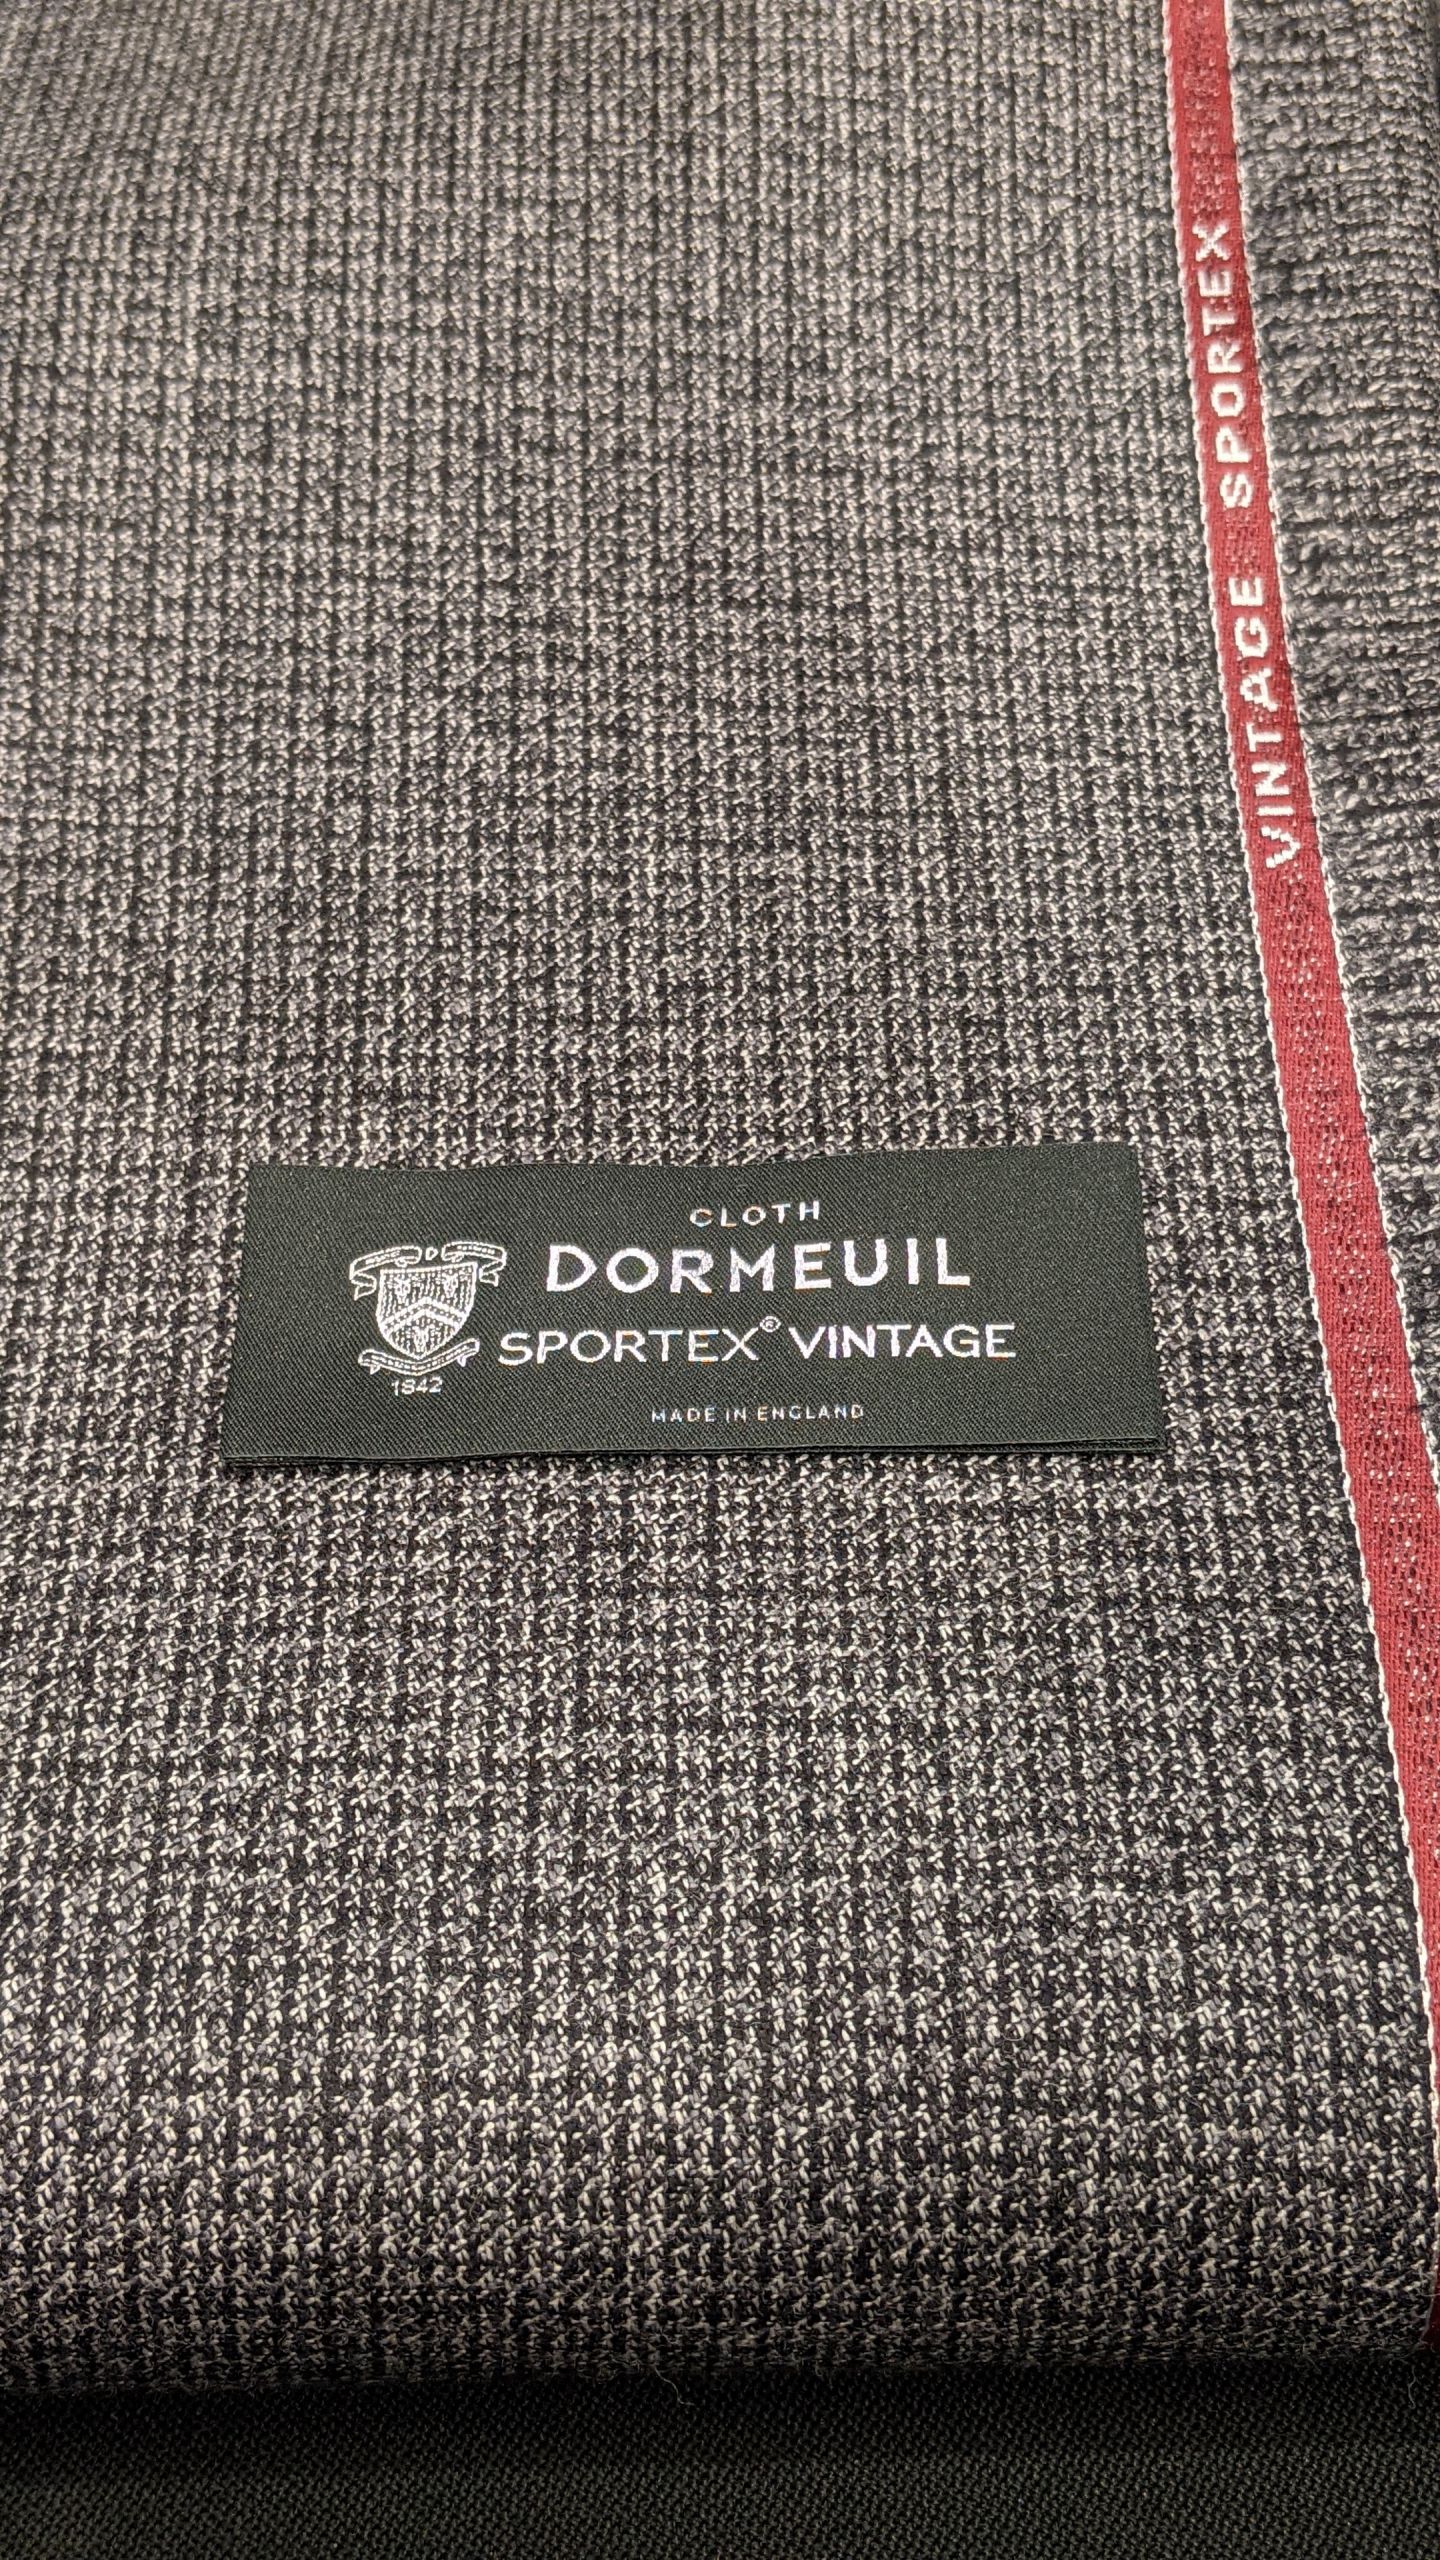 VINTAGE SPORTEX
CLOTH
DORMEUIL
SPORTEX® VINTAGE
1842
MADE IN ENGLAND